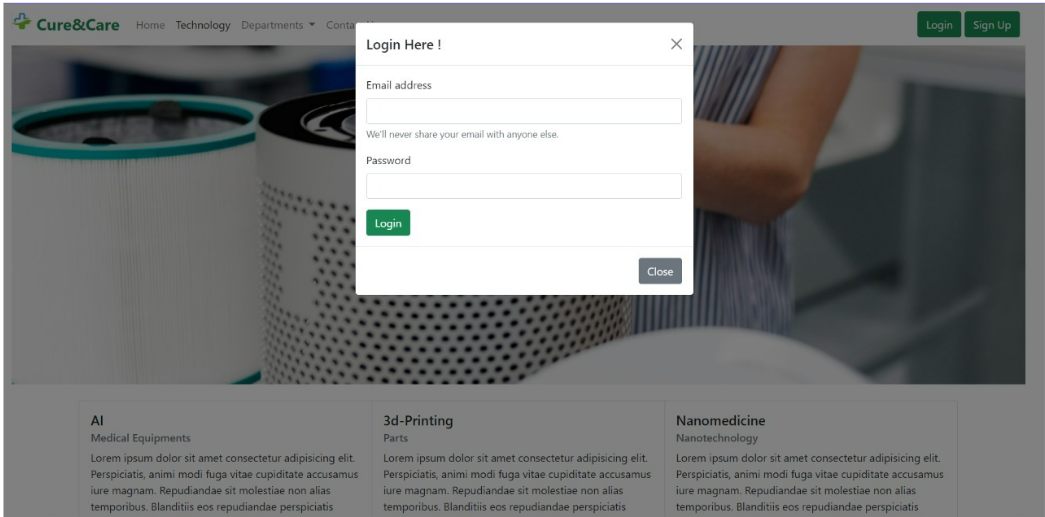 Cure&Care Home Technology Departments Login Sign Up
Login Here !
Email address
We'll never share your email with anyone else.
Password
Login
Close
AI
Medical Equipments
Lorem ipsum dolor sit amet consectetur adipisicing elit.
Perspiciatis, animi modi fuga vitae cupiditate accusamus
iure magnam. Repudiandae sit molestiae non alias
temporibus. Blanditiis eos repudiandae perspiciatis
3d-Printing
Parts
Lorem ipsum dolor sit amet consectetur adipisicing elit.
Perspiciatis, animi modi fuga vitae cupiditate accusamus
iure magnam. Repudiandae sit molestiae non alias
temporibus. Blanditiis eos repudiandae perspiciatis
Nanomedicine
Nanotechnology
Lorem ipsum dolor sit amet consectetur adipisicing elit.
Perspiciatis, animi modi fuga vitae cupiditate accusamus
iure magnam. Repudiandae sit molestiae non alias
temporibus. Blanditiis eos repudiandae perspiciatis